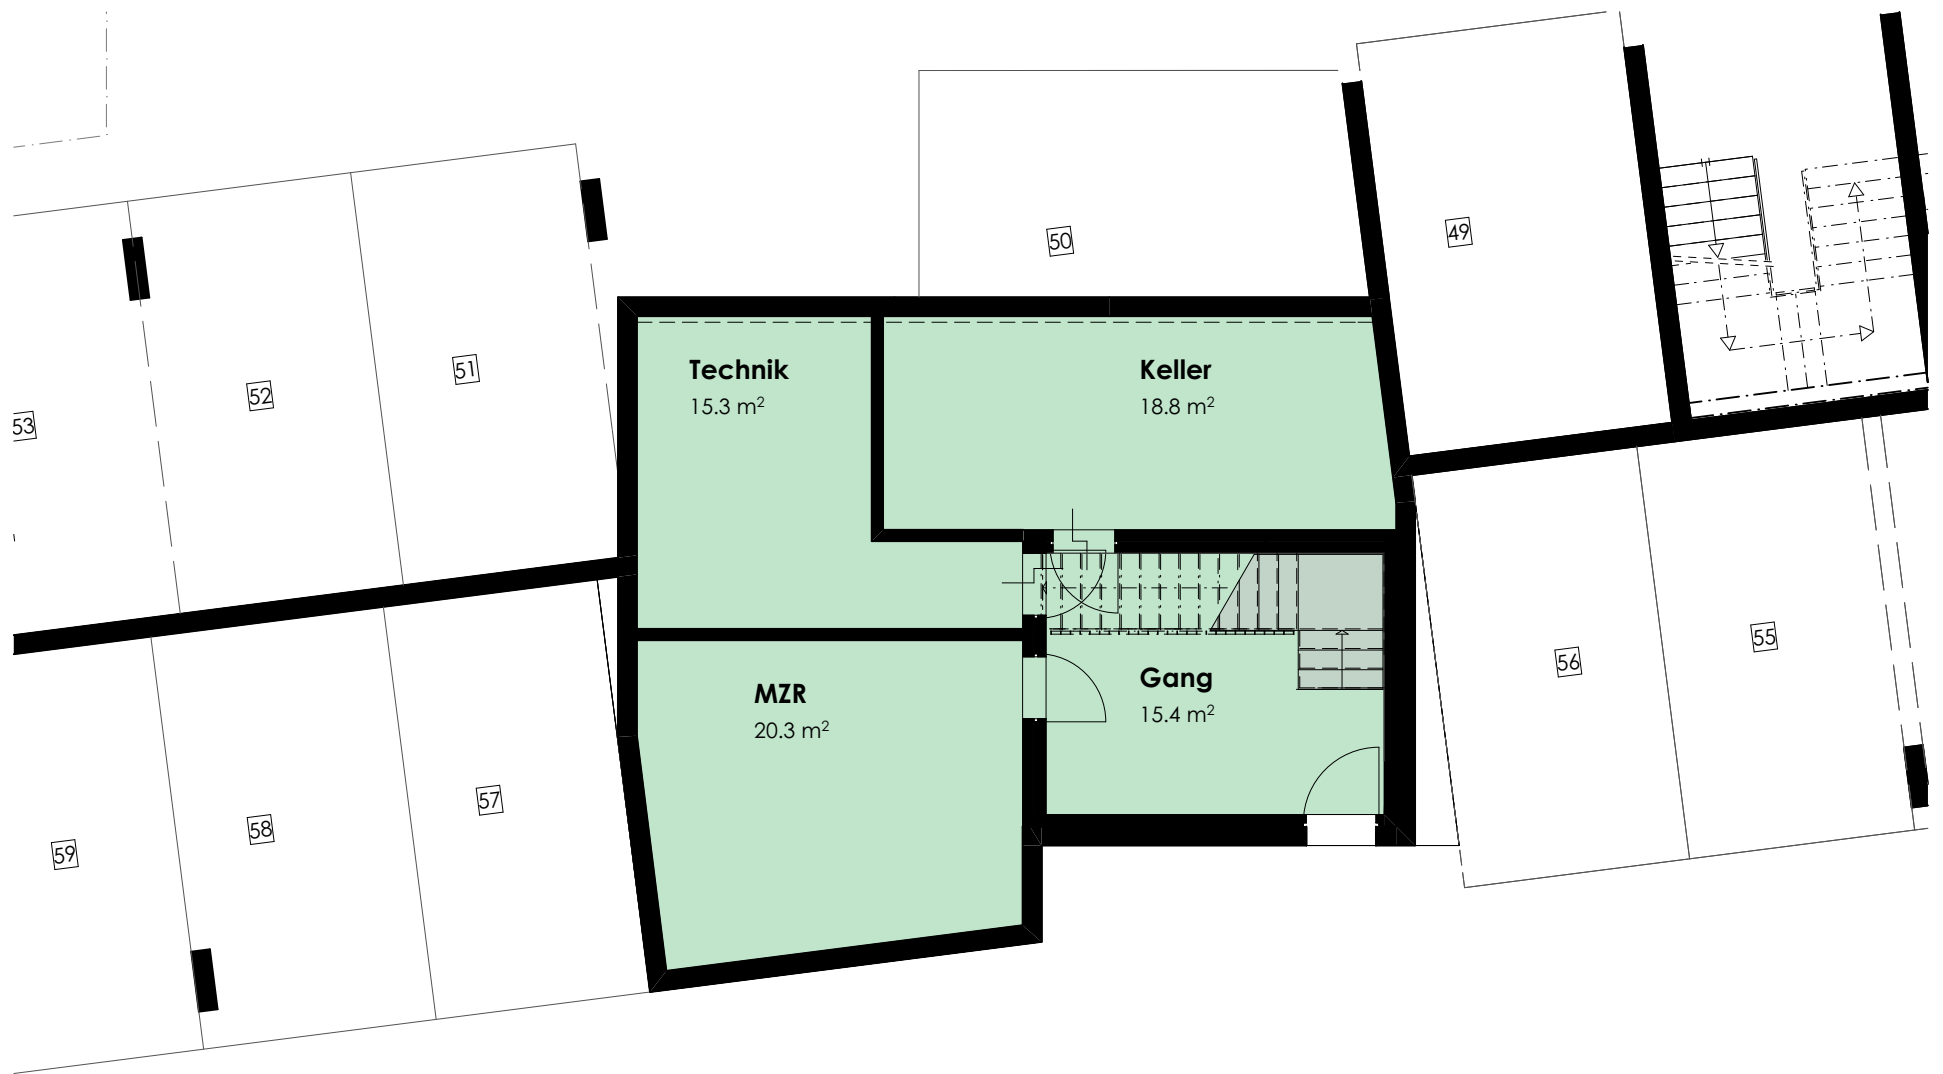 50
49
51
52
53
Technik
15.3 m²
Keller
18.8 m²
MZR
20.3 m²
Gang
15.4 m²
55
56
57
58
59